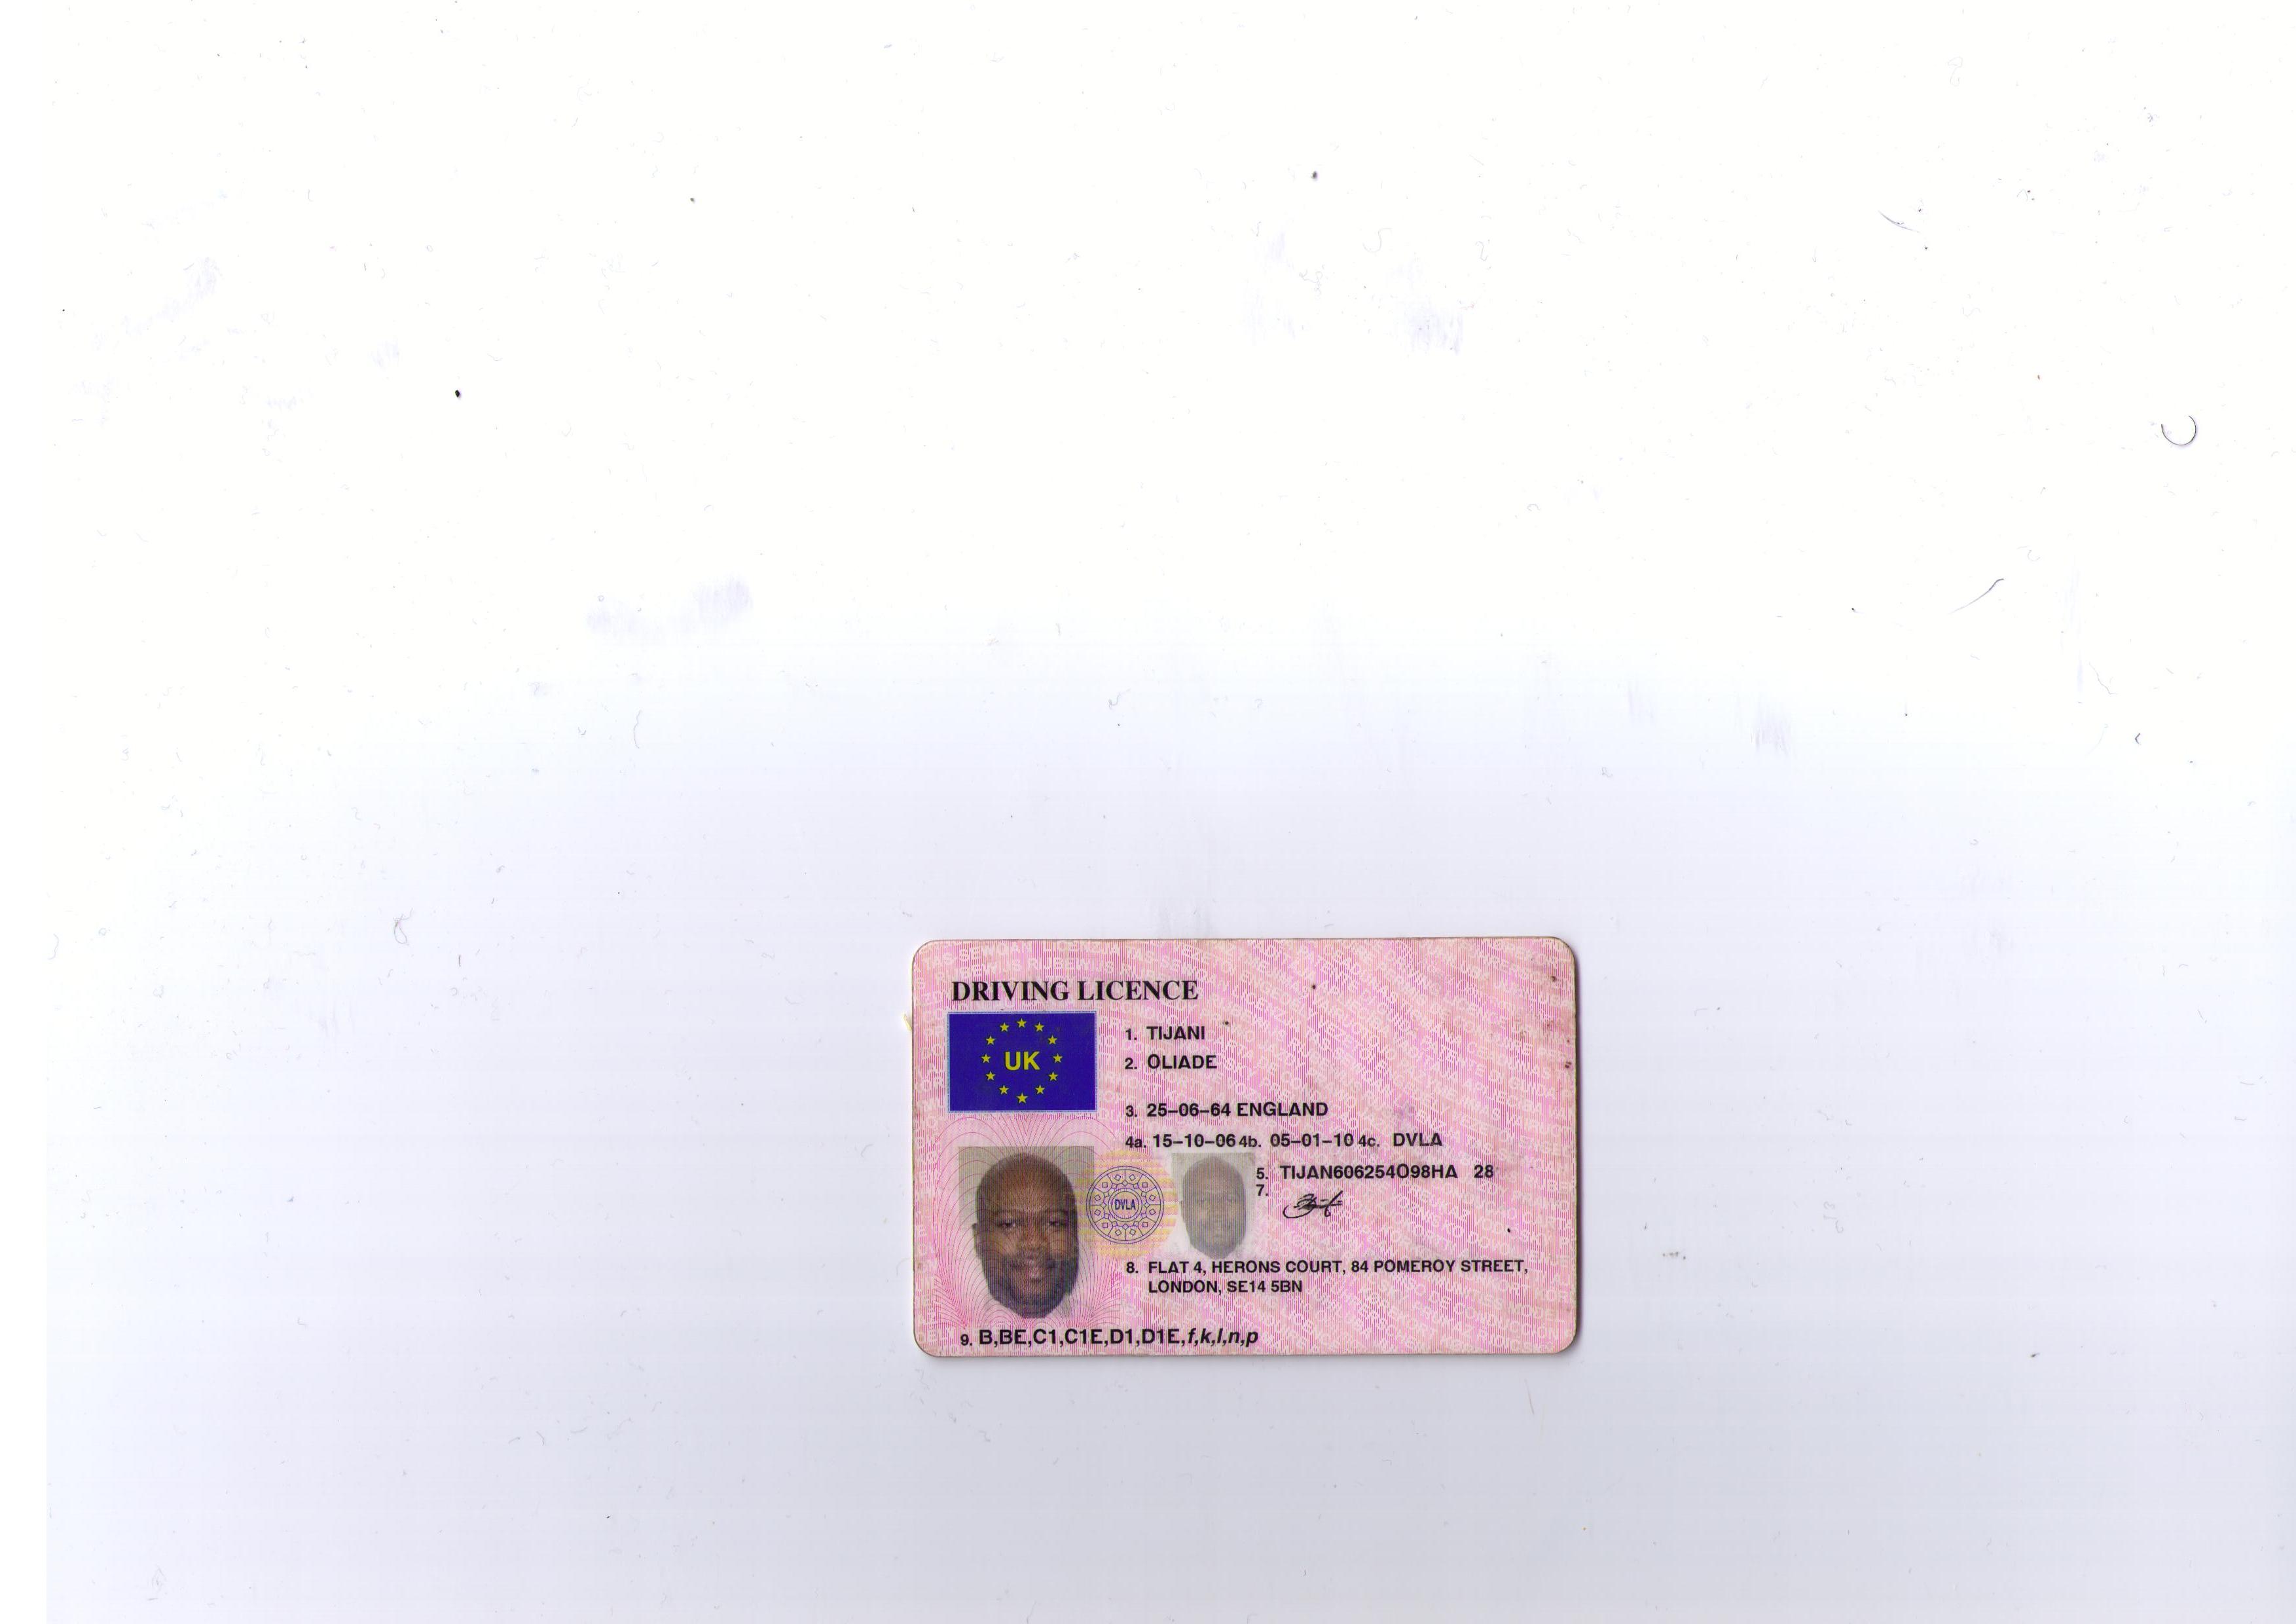 DRIVING LICENCE
UK
1. TIJANI
2. OLIADE
3. 25-06-64 ENGLAND
4a. 15-10-06 4b. 05-01-10 4c. DVLA
5. TIJAN606254O98HA 28
7.
DVLA
8. FLAT 4, HERONS COURT, 84 POMEROY STREET,
LONDON, SE14 5BN
9. B,BE,C1,C1E,D1,D1E,f,k,l,n,p